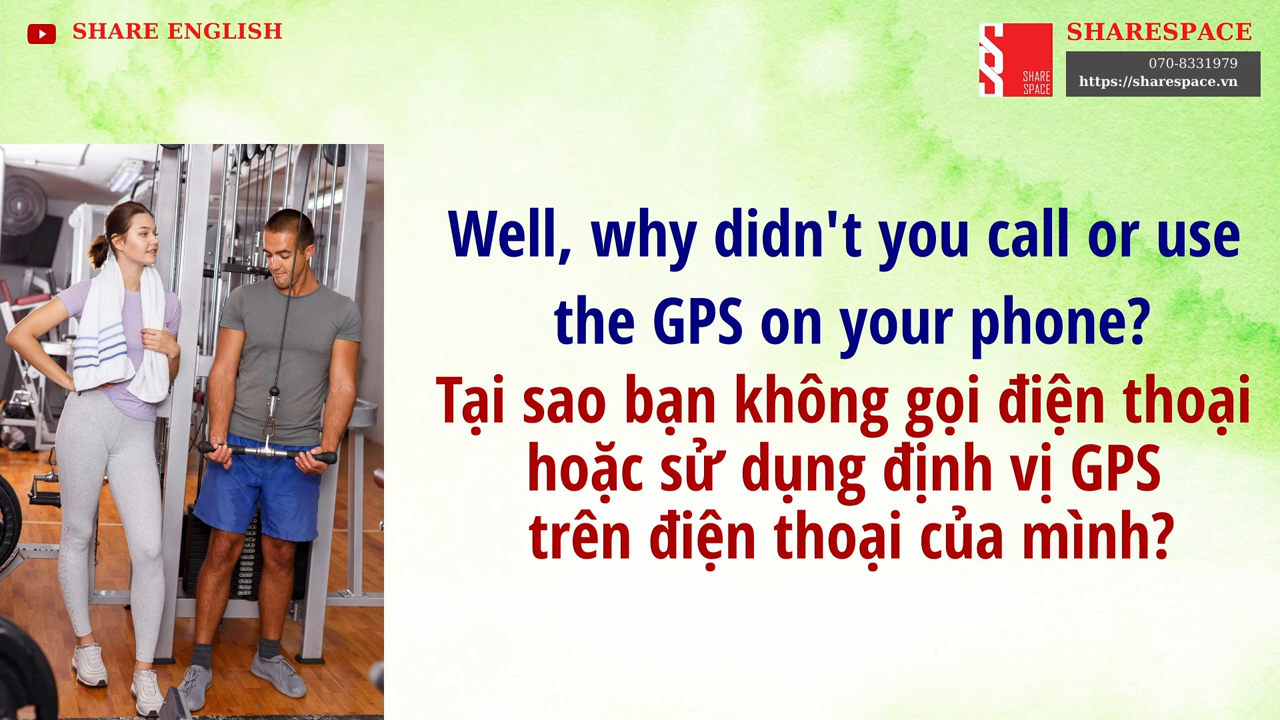 SHARE ENGLISH
SHARESPACE
070-8331979
https://sharespace.vn
SHARE
SPACE
Well, why didn't you call or use
the GPS on your phone?
Tại sao bạn không gọi điện thoại
hoặc sử dụng định vị GPS
trên điện thoại của mình?